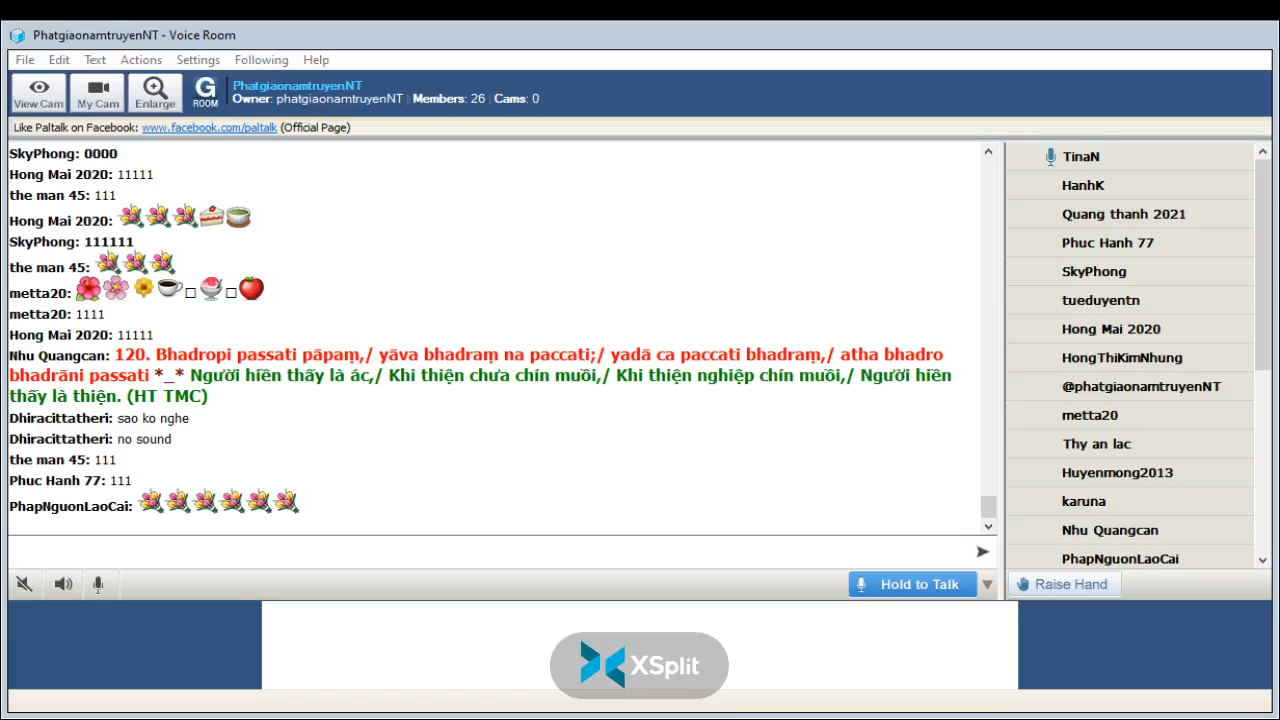 PhatgiaonamtruyenNT - Voice Room
File Edit Text Actions Settings Following Help
View Cam My Cam Enlarge G ROOM
PhatgiaonamtruyenNT
Owner: phatgiaonamtruyenNT Members: 26 Cams: 0
Like Paltalk on Facebook: www.facebook.com/paltalk (Official Page)
SkyPhong: 0000
Hong Mai 2020: 11111
the man 45: 111
Hong Mai 2020:
SkyPhong: 111111
the man 45:
metta20:
metta20: 1111
Hong Mai 2020: 11111
Nhu Quangcan: 120. Bhadropi passati pāpaṃ,/ yāva bhadraṃ na paccati;/ yadā ca paccati bhadraṃ,/ atha bhadro
bhadrāni passati *_* Người hiền thấy là ác,/ Khi thiện chưa chín muồi,/ Khi thiện nghiệp chín muồi,/ Người hiền
thấy là thiện. (HT TMC)
Dhiracittatheri: sao ko nghe
Dhiracittatheri: no sound
the man 45: 111
Phuc Hanh 77: 111
PhapNguonLaoCai:
TinaN
HanhK
Quang thanh 2021
Phuc Hanh 77
SkyPhong
tueduyentn
Hong Mai 2020
HongThiKimNhung
@phatgiaonamtruyenNT
metta20
Thy an lac
Huyenmong2013
karuna
Nhu Quangcan
PhapNguonLaoCai
Hold to Talk
Raise Hand
XSplit